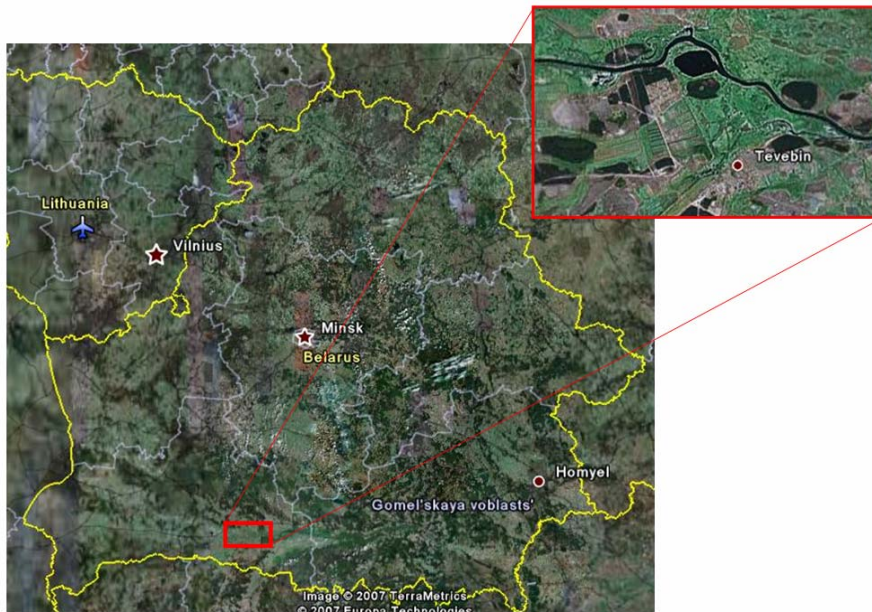 Tevebin
Lithuania
Vilnius
Minsk
Belarus
Homyel
Gomel'skaya voblasts'
Image © 2007 TerraMetrics
© 2007 Europa Technologies